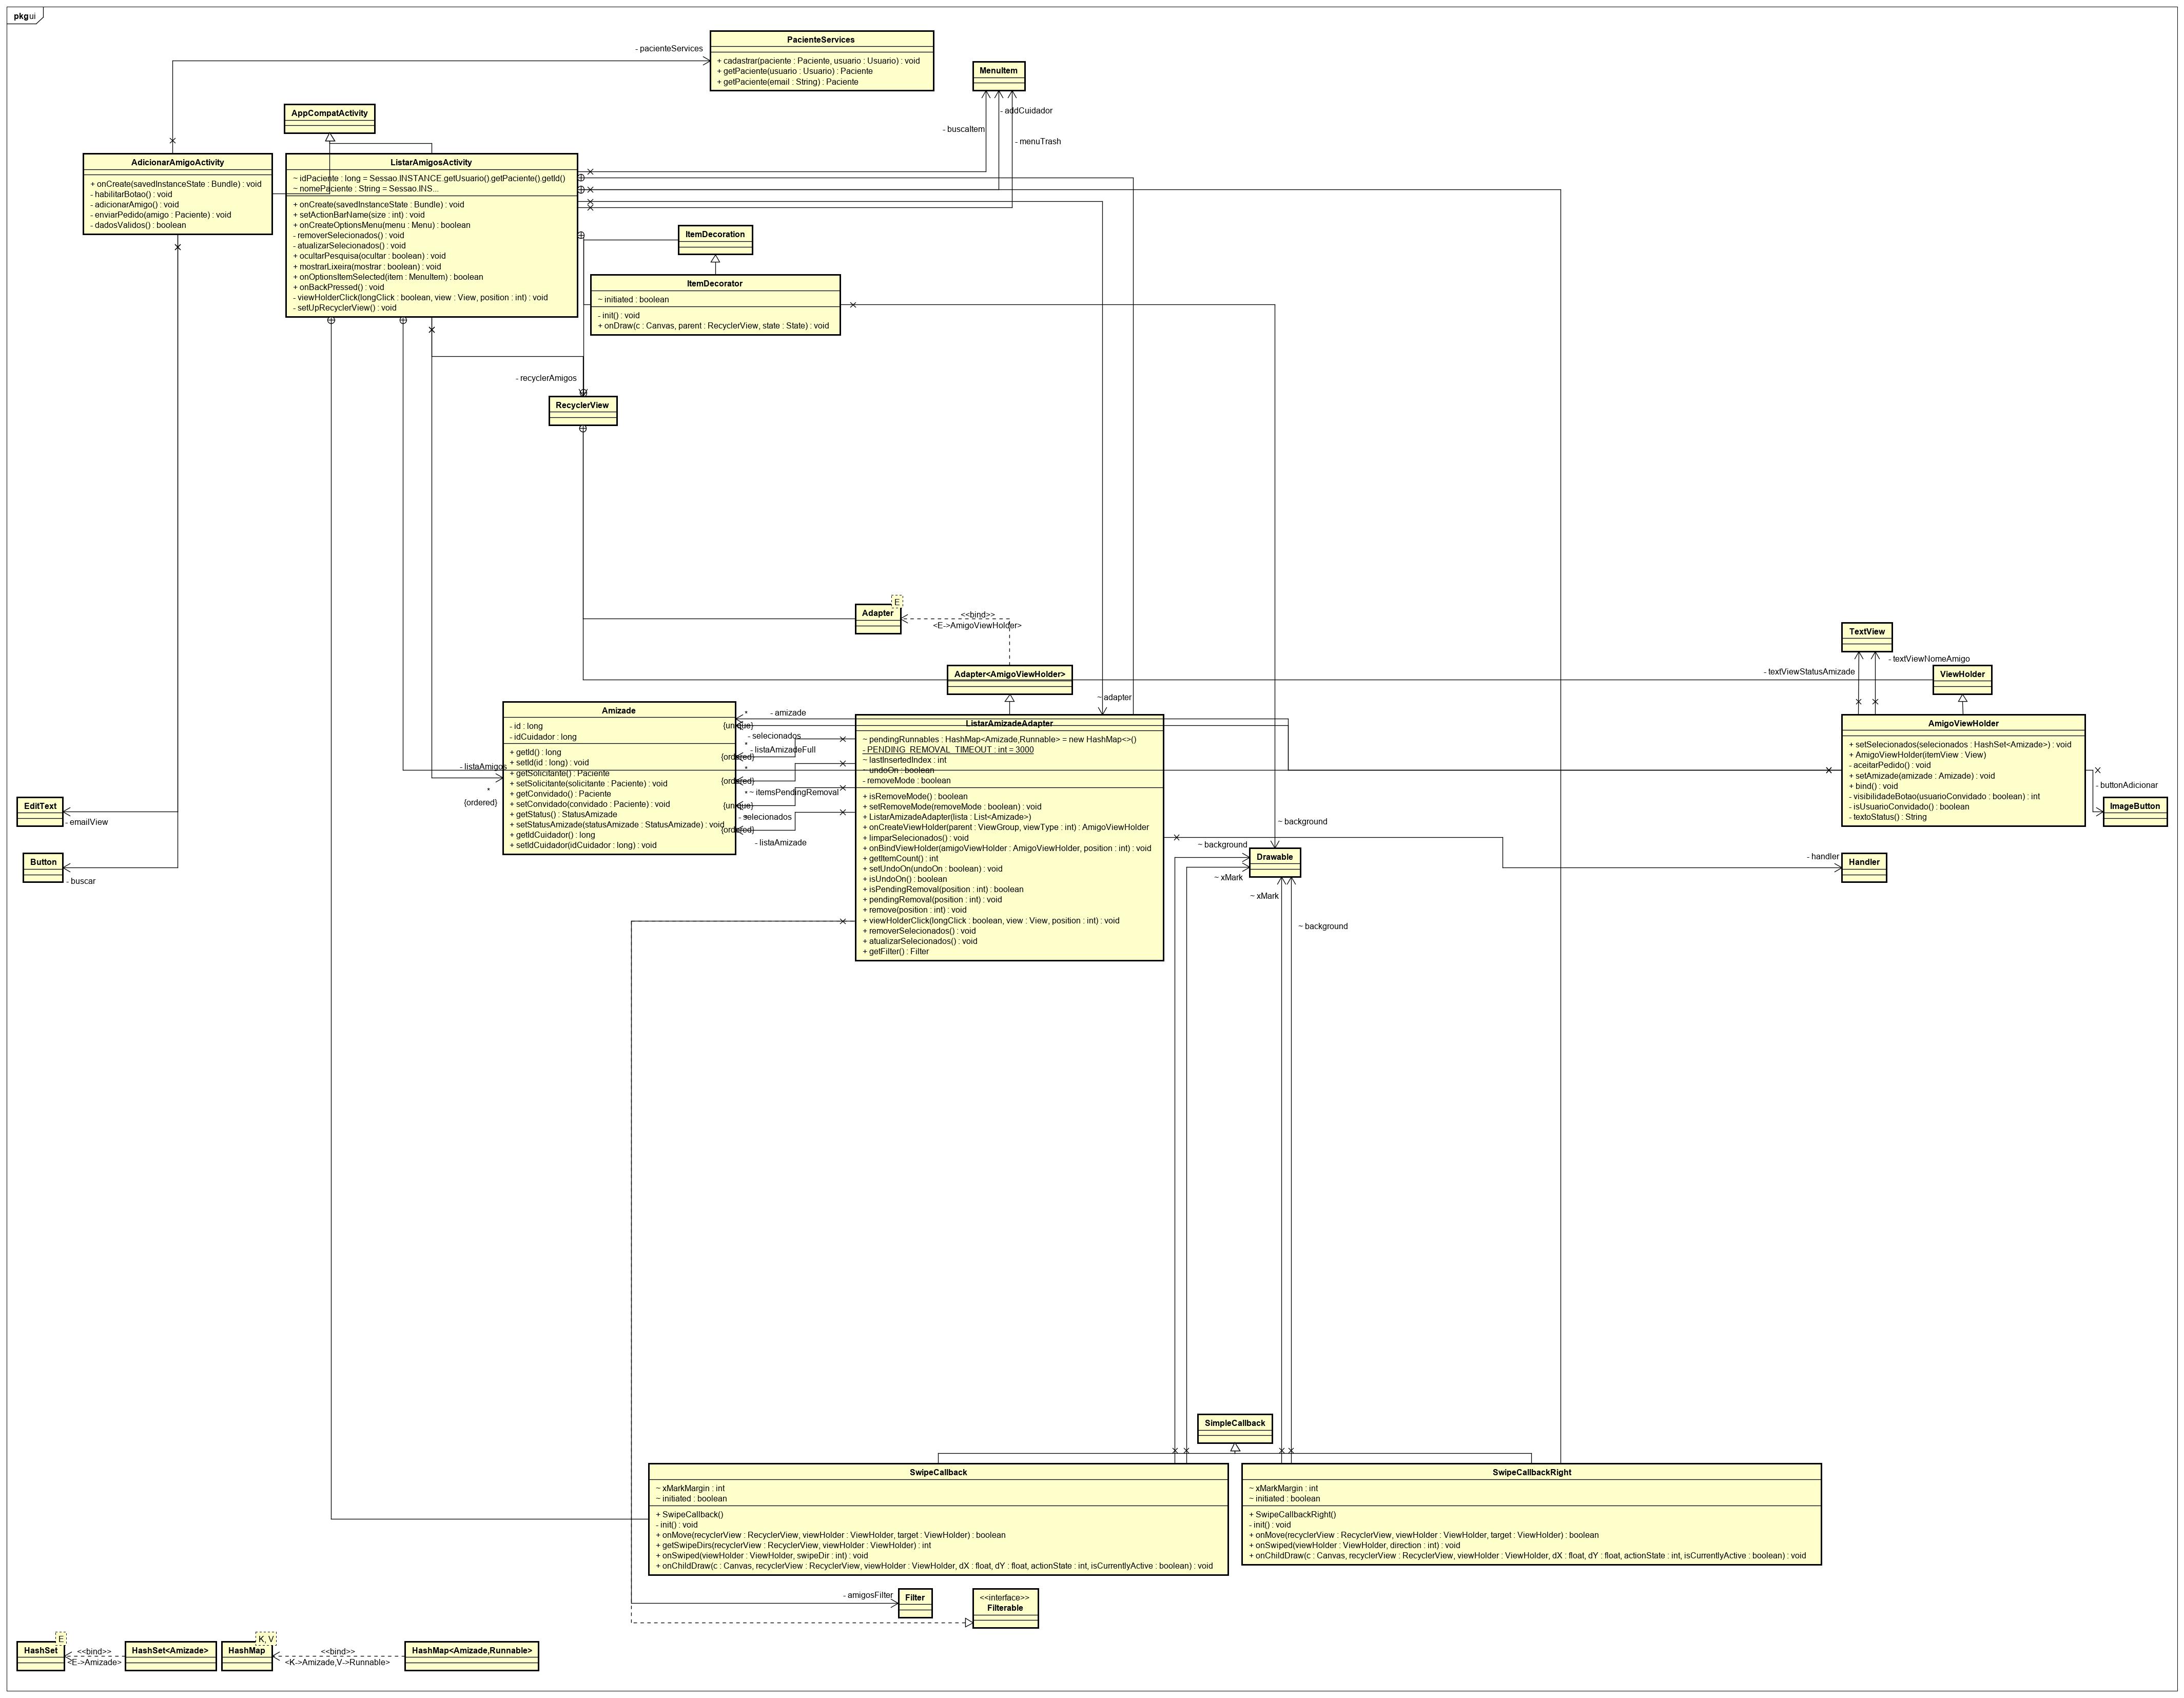 pkg ui
- pacienteServices
PacienteServices
+ cadastrar(paciente : Paciente, usuario : Usuario) : void
+ getPaciente(usuario : Usuario) : Paciente
+ getPaciente(email : String) : Paciente
MenuItem
- addCuidador
- buscaItem
- menuTrash
AppCompatActivity
AdicionarAmigoActivity
+ onCreate(savedInstanceState : Bundle) : void
- habilitarBotao() : void
- adicionarAmigo() : void
- enviarPedido(amigo : Paciente) : void
- dadosValidos() : boolean
ListarAmigosActivity
~ idPaciente : long = Sessao.INSTANCE.getUsuario().getPaciente().getId()
~ nomePaciente : String = Sessao.INS...
+ onCreate(savedInstanceState : Bundle) : void
+ setActionBarName(size : int) : void
+ onCreateOptionsMenu(menu : Menu) : boolean
- removerSelecionados() : void
- atualizarSelecionados() : void
+ ocultarPesquisa(ocultar : boolean) : void
+ mostrarLixeira(mostrar : boolean) : void
+ onOptionsItemSelected(item : MenuItem) : boolean
+ onBackPressed() : void
- viewHolderClick(longClick : boolean, view : View, position : int) : void
- setUpRecyclerView() : void
ItemDecoration
ItemDecorator
~ initiated : boolean
- init() : void
+ onDraw(c : Canvas, parent : RecyclerView, state : State) : void
- recyclerAmigos
RecyclerView
E
Adapter
<<bind>>
<E->AmigoViewHolder>
Adapter<AmigoViewHolder>
~ adapter
TextView
- textViewNomeAmigo
- textViewStatusAmizade
ViewHolder
Amizade
- id : long
- idCuidador : long
+ getId() : long
+ setId(id : long) : void
+ getSolicitante() : Paciente
+ setSolicitante(solicitante : Paciente) : void
+ getConvidado() : Paciente
+ setConvidado(convidado : Paciente) : void
+ getStatus() : StatusAmizade
+ setStatusAmizade(statusAmizade : StatusAmizade) : void
+ getIdCuidador() : long
+ setIdCuidador(idCuidador : long) : void
- listaAmigos
*
{ordered}
*
- amizade
{unique}
- selecionados
*
- listaAmizadeFull
{ordered}
*
{ordered}
*
~ itemsPendingRemoval
{unique}
*
- selecionados
{ordered}
- listaAmizade
ListarAmizadeAdapter
~ pendingRunnables : HashMap<Amizade,Runnable> = new HashMap<>()
- PENDING_REMOVAL_TIMEOUT : int = 3000
~ lastInsertedIndex : int
~ undoOn : boolean
- removeMode : boolean
+ isRemoveMode() : boolean
+ setRemoveMode(removeMode : boolean) : void
+ ListarAmizadeAdapter(lista : List<Amizade>)
+ onCreateViewHolder(parent : ViewGroup, viewType : int) : AmigoViewHolder
+ limparSelecionados() : void
+ onBindViewHolder(amigoViewHolder : AmigoViewHolder, position : int) : void
+ getItemCount() : int
+ setUndoOn(undoOn : boolean) : void
+ isUndoOn() : boolean
+ isPendingRemoval(position : int) : boolean
+ pendingRemoval(position : int) : void
+ remove(position : int) : void
+ viewHolderClick(longClick : boolean, view : View, position : int) : void
+ removerSelecionados() : void
+ atualizarSelecionados() : void
+ getFilter() : Filter
AmigoViewHolder
+ setSelecionados(selecionados : HashSet<Amizade>) : void
+ AmigoViewHolder(itemView : View)
- aceitarPedido() : void
+ setAmizade(amizade : Amizade) : void
+ bind() : void
- visibilidadeBotao(usuarioConvidado : boolean) : int
- isUsuarioConvidado() : boolean
- textoStatus() : String
- buttonAdicionar
ImageButton
EditText
- emailView
Button
- buscar
~ background
~ background
Drawable
~ xMark
~ xMark
~ background
- handler
Handler
SimpleCallback
SwipeCallback
~ xMarkMargin : int
~ initiated : boolean
+ SwipeCallback()
- init() : void
+ onMove(recyclerView : RecyclerView, viewHolder : ViewHolder, target : ViewHolder) : boolean
+ getSwipeDirs(recyclerView : RecyclerView, viewHolder : ViewHolder) : int
+ onSwiped(viewHolder : ViewHolder, swipeDir : int) : void
+ onChildDraw(c : Canvas, recyclerView : RecyclerView, viewHolder : ViewHolder, dX : float, dY : float, actionState : int, isCurrentlyActive : boolean) : void
SwipeCallbackRight
~ xMarkMargin : int
~ initiated : boolean
+ SwipeCallbackRight()
- init() : void
+ onMove(recyclerView : RecyclerView, viewHolder : ViewHolder, target : ViewHolder) : boolean
+ onSwiped(viewHolder : ViewHolder, direction : int) : void
+ onChildDraw(c : Canvas, recyclerView : RecyclerView, viewHolder : ViewHolder, dX : float, dY : float, actionState : int, isCurrentlyActive : boolean) : void
- amigosFilter
Filter
<<interface>>
Filterable
E
HashSet
<<bind>>
<E->Amizade>
HashSet<Amizade>
K, V
HashMap
<<bind>>
<K->Amizade,V->Runnable>
HashMap<Amizade,Runnable>